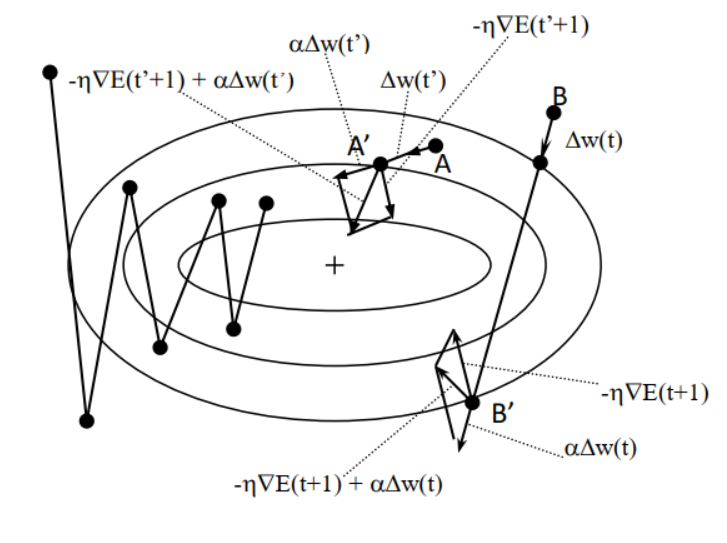 -η∇E(t’+1)
αΔw(t’)
-η∇E(t’+1) + αΔw(t’)
Δw(t’)
B
A’
A
Δw(t)
+
-η∇E(t+1)
B’
αΔw(t)
-η∇E(t+1) + αΔw(t)